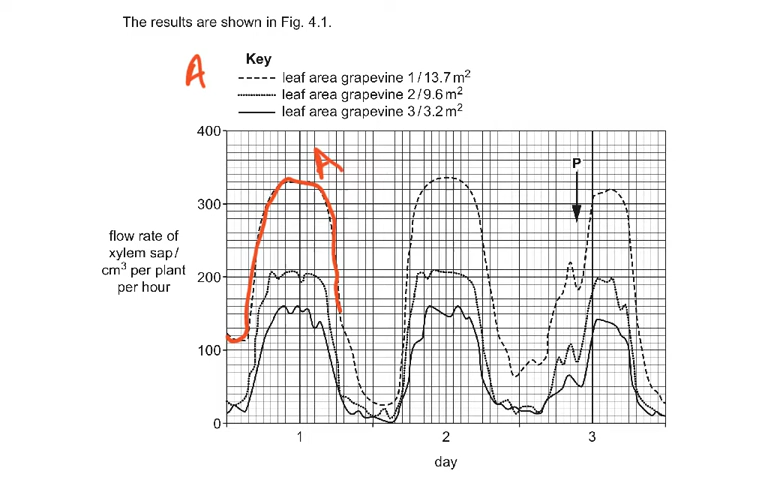 The results are shown in Fig. 4.1.
A
Key
leaf area grapevine 1 / 13.7 m²
leaf area grapevine 2 / 9.6 m²
leaf area grapevine 3 / 3.2 m²
400
A
P
300
flow rate of
xylem sap /
cm³ per plant
per hour
200
100
0
1
2
3
day